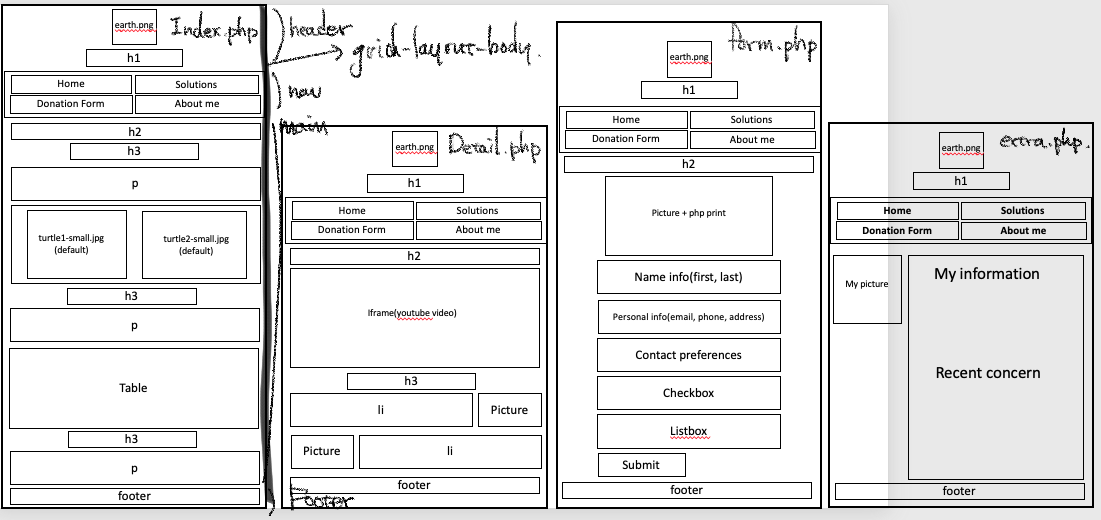 earth.png
Index.php
h1
Home
Solutions
Donation Form
About me
h2
h3
p
turtle1-small.jpg
(default)
turtle2-small.jpg
(default)
h3
p
Table
h3
p
footer
header
grid-layout-body.
nav
main
Footer
earth.png
Detail.php
h1
Home
Solutions
Donation Form
About me
h2
Iframe(youtube video)
h3
li
Picture
Picture
li
footer
earth.png
form.php
h1
Home
Solutions
Donation Form
About me
h2
Picture + php print
Name info(first, last)
Personal info(email, phone, address)
Contact preferences
Checkbox
Listbox
Submit
footer
earth.png
extra.php.
h1
Home
Solutions
Donation Form
About me
My picture
My information
Recent concern
footer